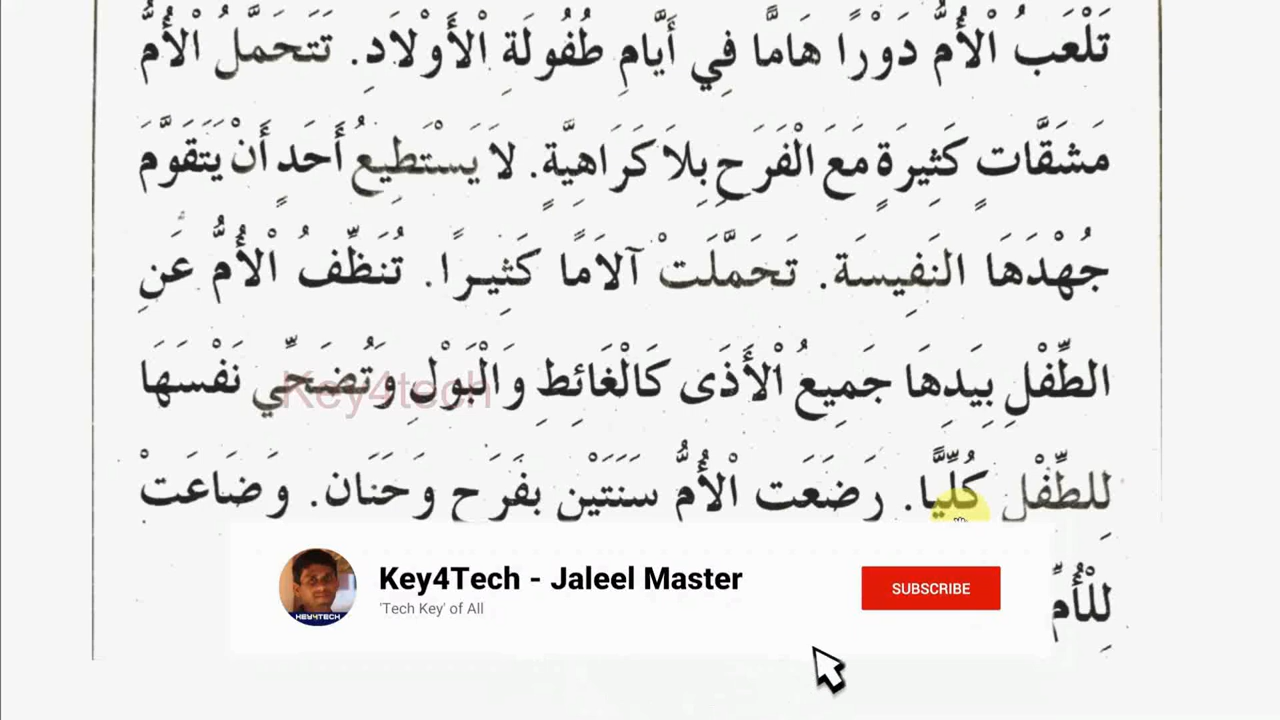 تَلْعَبُ الْأُمُّ دَوْرًا هَامًّا فِي أَيَّامِ طُفُولَةِ الْأَوْلَادِ. تَتَحَمَّلُ الْأُمُّ
مَشَقَّاتٍ كَثِيرَةٍ مَعَ الْفَرَحِ بِلَا كَرَاهِيَّةٍ. لَا يَسْتَطِيعُ أَحَدٍ أَنْ يَتَقَوَّمَ
جُهْدَهَا النَفِيسَة. تَحَمَّلَتْ آلَامًا كَثِيرًا. تُنَظِّفُ الْأُمُّ عَنِ
الطِّفْلِ بِيَدِهَا جَمِيعُ الْأَذَى كَالْغَائِطِ وَالْبَوْلِ وَتُضَحِّي نَفْسَهَا
Key4tech
لِلطِّفْلِ كُلِّيًّا. رَضَعَت الْأُمُّ سَنَتَيْنِ بِفَرَحٍ وَحَنَانٍ. وَضَاعَتْ
لِلْأُمِّ
Key4Tech - Jaleel Master
'Tech Key' of All
SUBSCRIBE
KEY4TECH